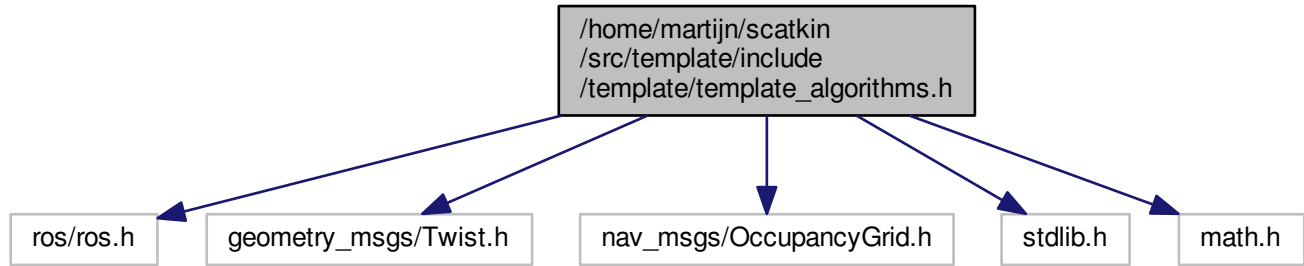 /home/martijn/scatkin
/src/template/include
/template/template_algorithms.h
ros/ros.h
geometry_msgs/Twist.h
nav_msgs/OccupancyGrid.h
stdlib.h
math.h